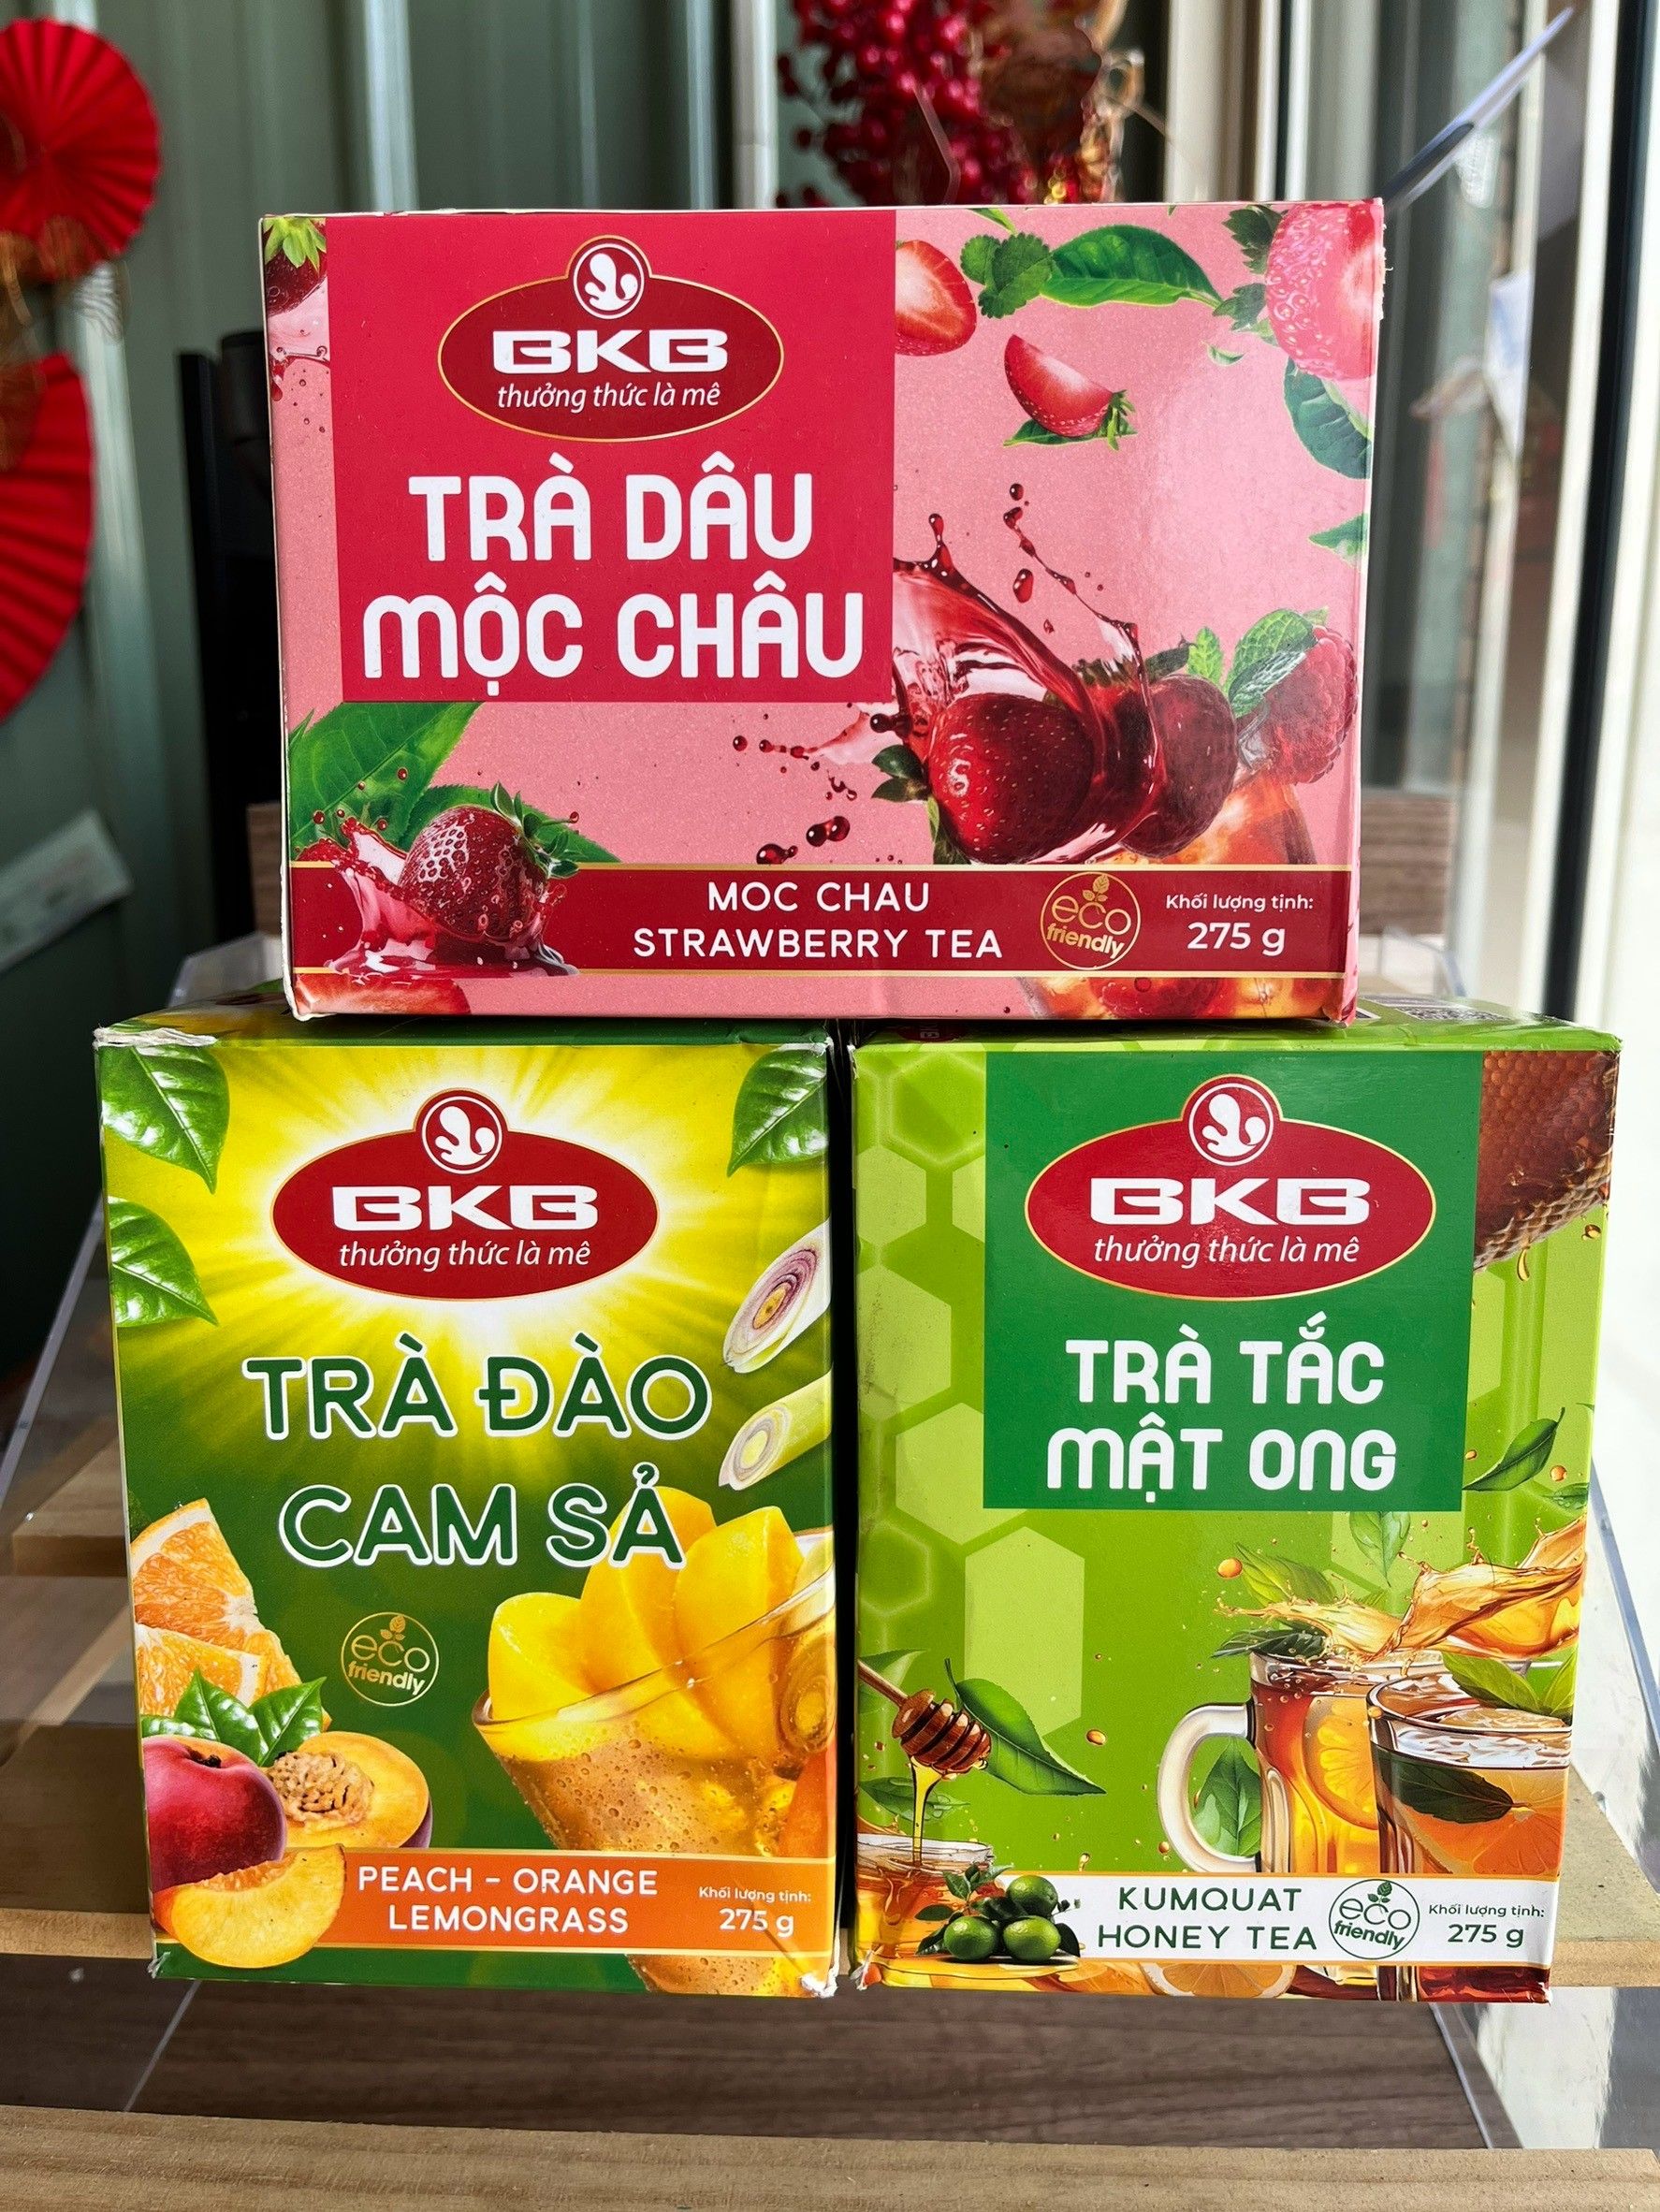 BKB
thưởng thức là mê
TRÀ DÂU
MỘC CHÂU
MOC CHAU
STRAWBERRY TEA
eco
friendly
Khối lượng tịnh:
275 g
BKB
thưởng thức là mê
TRÀ ĐÀO
CAM SẢ
eco
friendly
PEACH - ORANGE
LEMONGRASS
Khối lượng tịnh:
275 g
BKB
thưởng thức là mê
TRÀ TẮC
MẬT ONG
KUMQUAT
HONEY TEA
eco
friendly
Khối lượng tịnh:
275 g